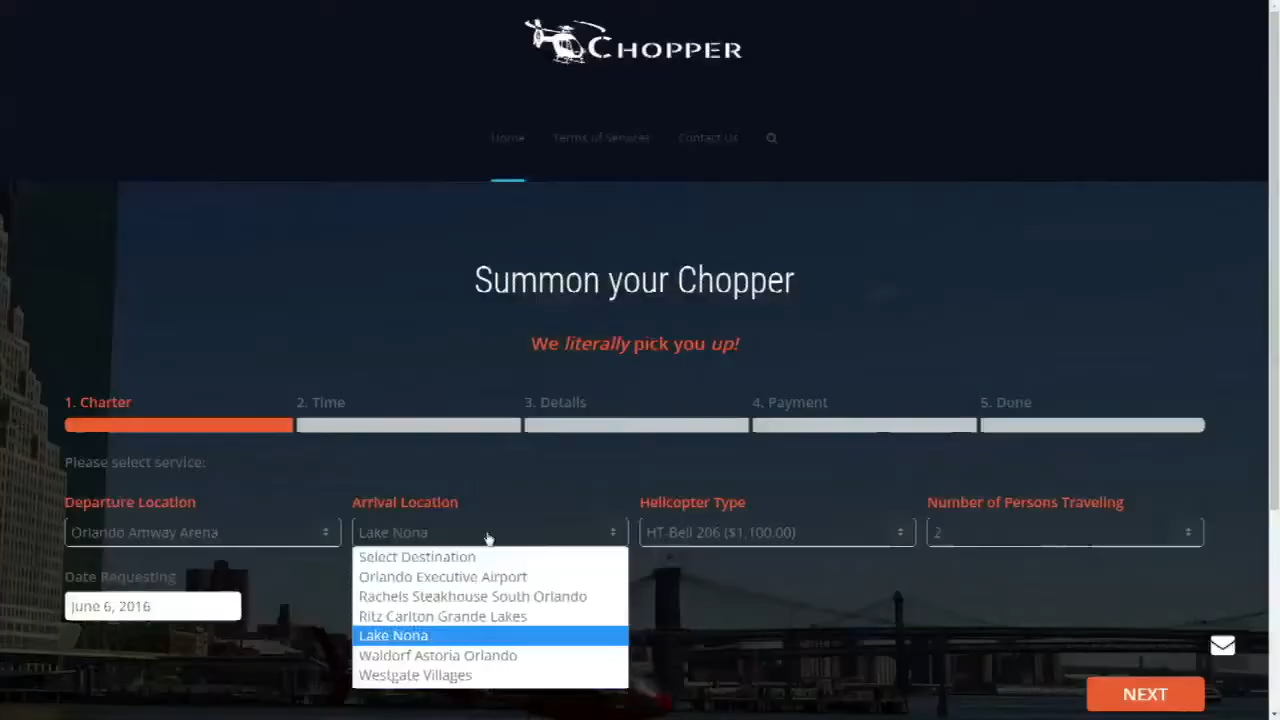 CHOPPER
Home Terms of Services Contact Us
Summon your Chopper
We literally pick you up!
1. Charter 2. Time 3. Details 4. Payment 5. Done
Please select service:
Departure Location Arrival Location Helicopter Type Number of Persons Traveling
Orlando Amway Arena Lake Nona HT-Bell 206 ($1,100.00) 2
Select Destination
Date Requesting Orlando Executive Airport
Rachels Steakhouse South Orlando
June 6, 2016
Ritz Carlton Grande Lakes
Lake Nona
Waldorf Astoria Orlando
Westgate Villages
NEXT